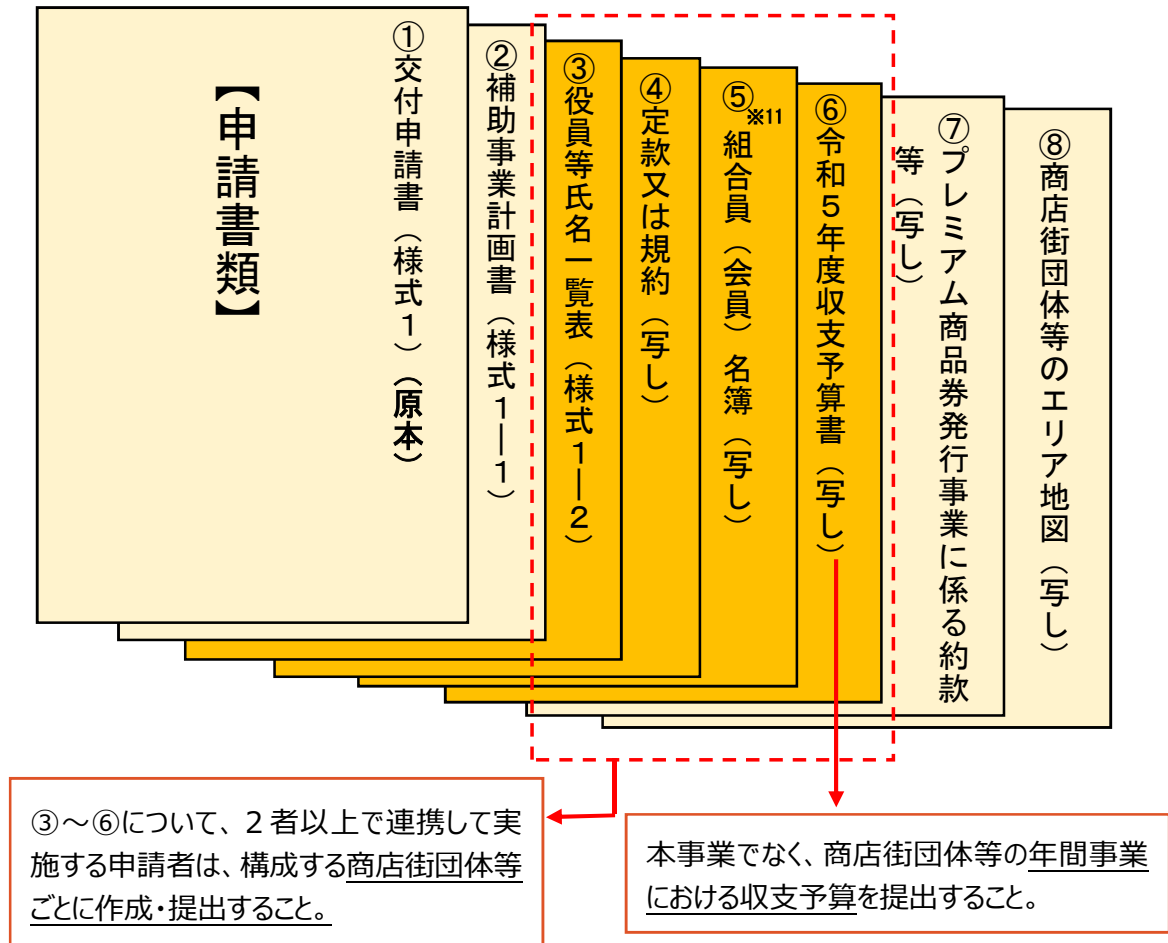 【申請書類】
①交付申請書（様式１）（原本）
②補助事業計画書（様式１―１）
③役員等氏名一覧表（様式１―２）
④定款又は規約（写し）
⑤※11組合員（会員）名簿（写し）
⑥令和５年度収支予算書（写し）
⑦プレミアム商品券発行事業に係る約款
等（写し）
⑧商店街団体等のエリア地図（写し）
③～⑥について、２者以上で連携して実
施する申請者は、構成する商店街団体等
ごとに作成・提出すること。
本事業でなく、商店街団体等の年間事業
における収支予算を提出すること。